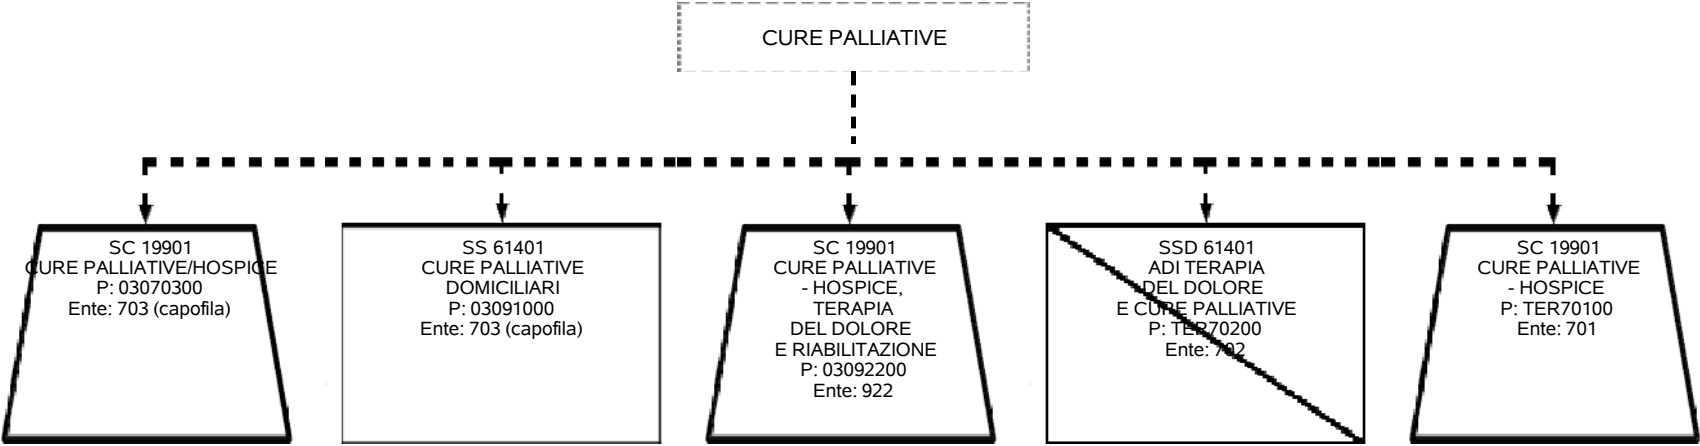 CURE PALLIATIVE
SC 19901
CURE PALLIATIVE/HOSPICE
P: 03070300
Ente: 703 (capofila)
SS 61401
CURE PALLIATIVE
DOMICILIARI
P: 03091000
Ente: 703 (capofila)
SC 19901
CURE PALLIATIVE
- HOSPICE,
TERAPIA
DEL DOLORE
E RIABILITAZIONE
P: 03092200
Ente: 922
SSD 61401
ADI TERAPIA
DEL DOLORE
E CURE PALLIATIVE
P: TER70200
Ente: 702
SC 19901
CURE PALLIATIVE
- HOSPICE
P: TER70100
Ente: 701